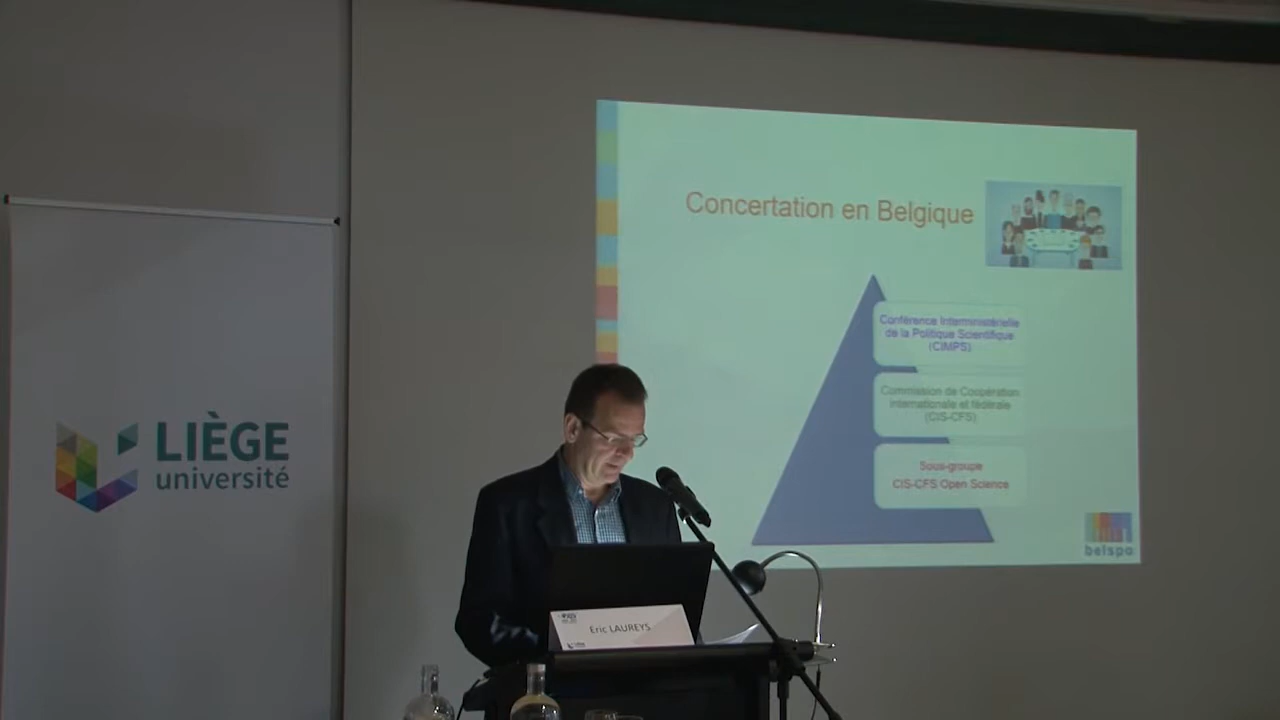 LIÈGE
université
Concertation en Belgique
Conférence Interministérielle
de la Politique Scientifique
(CIMPS)
Commission de Coopération
internationale et fédérale
(CIS-CFS)
Sous-groupe
CIS-CFS Open Science
belspo
Eric LAUREYS